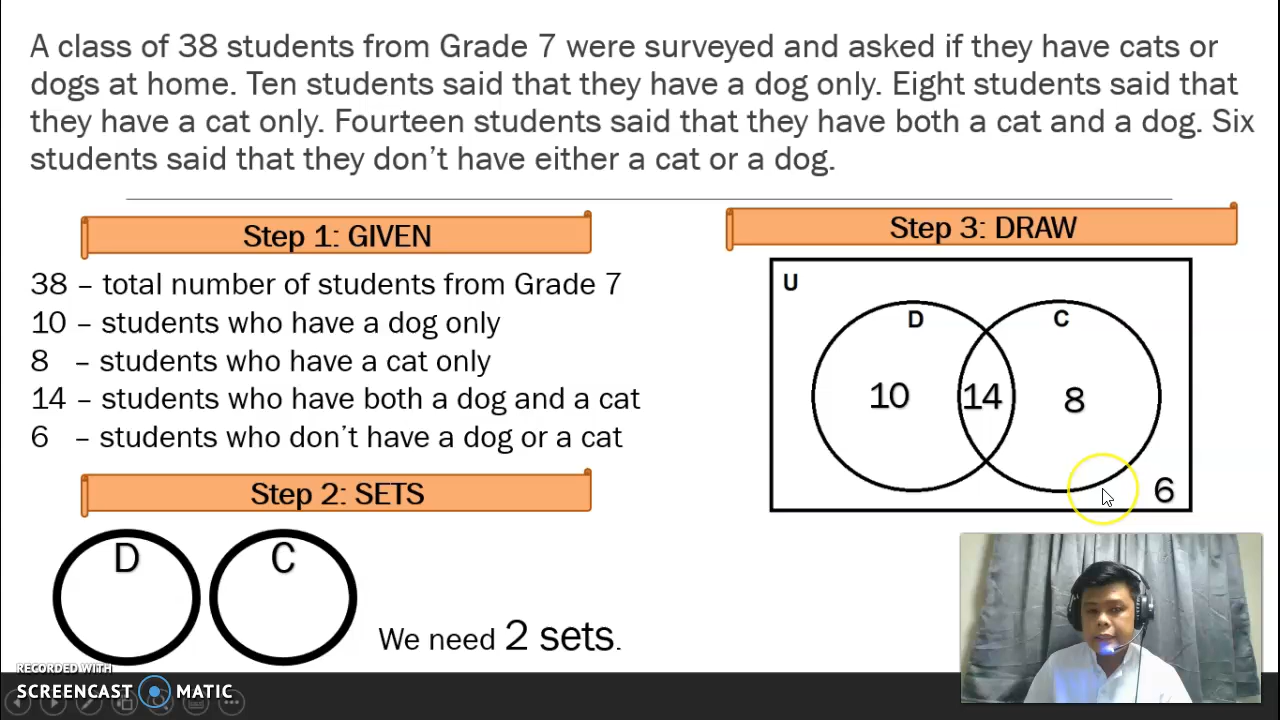 A class of 38 students from Grade 7 were surveyed and asked if they have cats or
dogs at home. Ten students said that they have a dog only. Eight students said that
they have a cat only. Fourteen students said that they have both a cat and a dog. Six
students said that they don't have either a cat or a dog.
Step 1: GIVEN
38 – total number of students from Grade 7
10 – students who have a dog only
8 – students who have a cat only
14 – students who have both a dog and a cat
6 – students who don't have a dog or a cat
Step 2: SETS
D C
We need 2 sets.
Step 3: DRAW
U
D C
10 14 8
6
RECORDED WITH
SCREENCAST MATIC